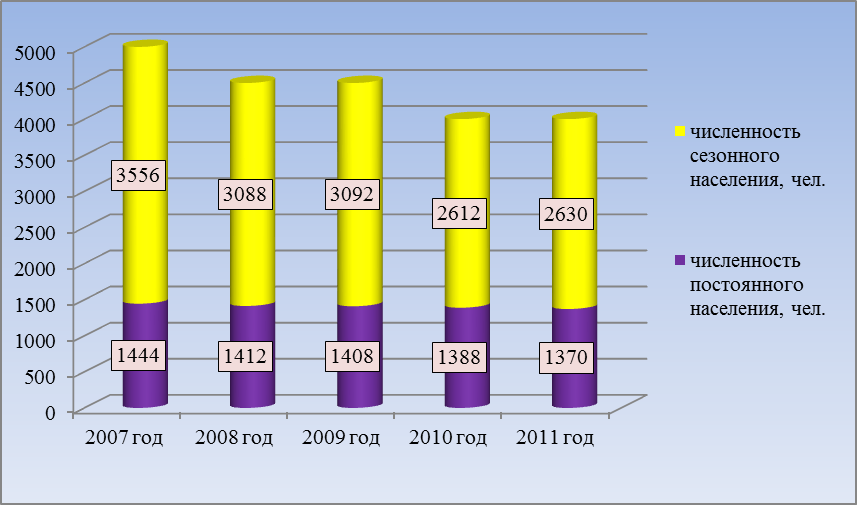 5000
4500
4000
3500
3000
2500
2000
1500
1000
500
0
3556
3088
3092
2612
2630
1444
1412
1408
1388
1370
2007 год
2008 год
2009 год
2010 год
2011 год
численность
сезонного
населения, чел.
численность
постоянного
населения, чел.